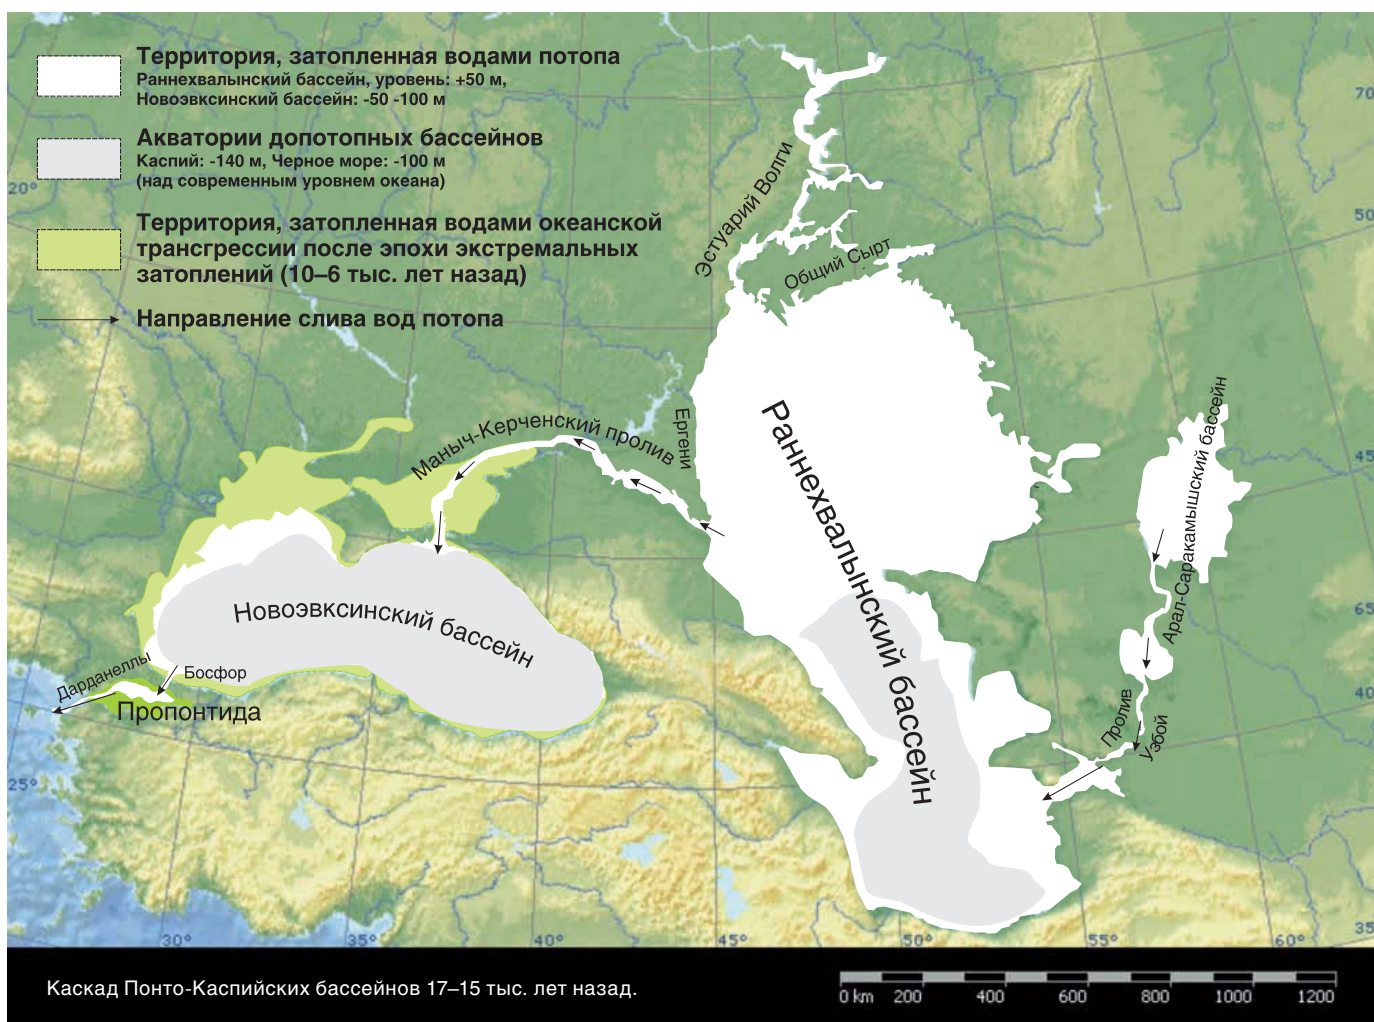 Территория, затопленная водами потопа
Раннехвалынский бассейн, уровень: +50 м,
Новоэвксинский бассейн: -50 -100 м
Акватории допотопных бассейнов
Каспий: -140 м, Черное море: -100 м
(над современным уровнем океана)
Территория, затопленная водами океанской
трансгрессии после эпохи экстремальных
затоплений (10–6 тыс. лет назад)
Направление слива вод потопа
Эстуарий Волги
Общий Сырт
Ергени
Маныч-Керченский пролив
Раннехвалынский бассейн
Арал-Саракамышский бассейн
Пролив
Узбой
Новоэвксинский бассейн
Дарданеллы
Босфор
Пропонтида
20°
25°
30°
35°
40°
45°
50°
55°
60°
70
50
45
65
40
35
Каскад Понто-Каспийских бассейнов 17–15 тыс. лет назад.
0 km 200 400 600 800 1000 1200